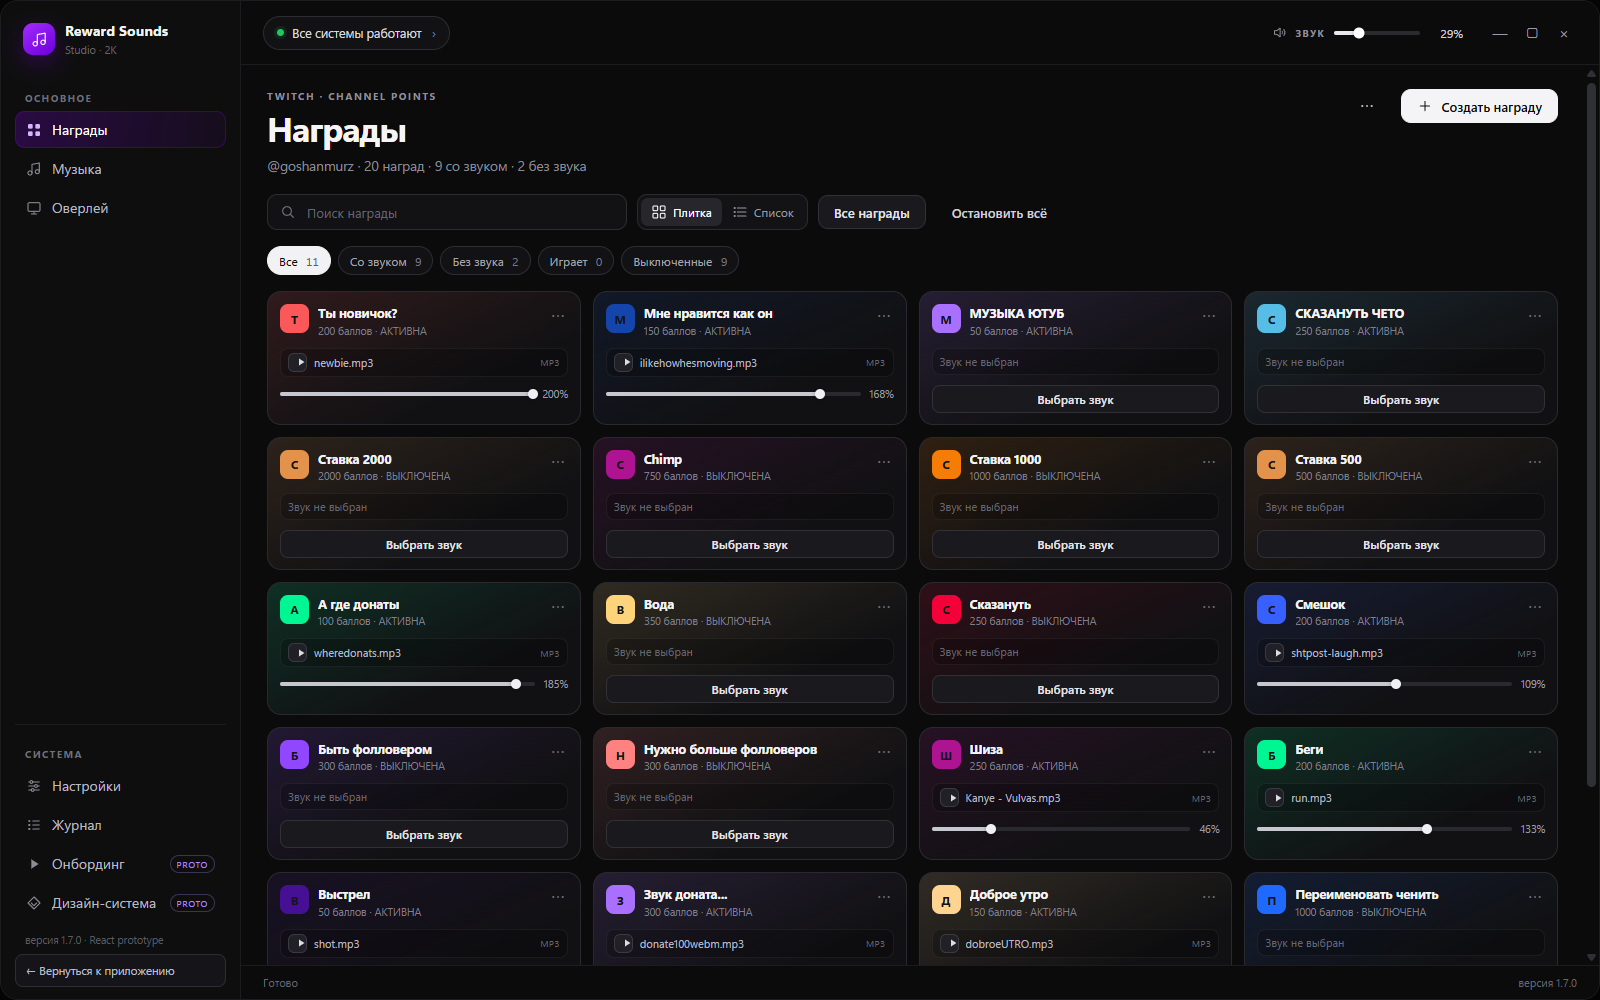 Reward Sounds
Studio · 2K
ОСНОВНОЕ
Награды
Музыка
Оверлей
СИСТЕМА
Настройки
Журнал
Онбординг PROTO
Дизайн-система PROTO
версия 1.7.0 · React prototype
← Вернуться к приложению
Все системы работают ›
ЗВУК 29%
TWITCH · CHANNEL POINTS
Награды
@goshanmurz · 20 наград · 9 со звуком · 2 без звука
+ Создать награду
Поиск награды
Плитка Список Все награды Остановить всё
Все 11 Со звуком 9 Без звука 2 Играет 0 Выключенные 9
Т Ты новичок?
200 баллов · АКТИВНА
newbie.mp3 MP3
200%
М Мне нравится как он
150 баллов · АКТИВНА
ilikehowhesmoving.mp3 MP3
168%
М МУЗЫКА ЮТУБ
50 баллов · АКТИВНА
Звук не выбран
Выбрать звук
С СКАЗАНУТЬ ЧЕТО
250 баллов · АКТИВНА
Звук не выбран
Выбрать звук
С Ставка 2000
2000 баллов · ВЫКЛЮЧЕНА
Звук не выбран
Выбрать звук
C Chimp
750 баллов · ВЫКЛЮЧЕНА
Звук не выбран
Выбрать звук
С Ставка 1000
1000 баллов · ВЫКЛЮЧЕНА
Звук не выбран
Выбрать звук
С Ставка 500
500 баллов · ВЫКЛЮЧЕНА
Звук не выбран
Выбрать звук
А А где донаты
100 баллов · АКТИВНА
wheredonats.mp3 MP3
185%
В Вода
350 баллов · ВЫКЛЮЧЕНА
Звук не выбран
Выбрать звук
С Сказануть
250 баллов · ВЫКЛЮЧЕНА
Звук не выбран
Выбрать звук
С Смешок
200 баллов · АКТИВНА
shtpost-laugh.mp3 MP3
109%
Б Быть фолловером
300 баллов · ВЫКЛЮЧЕНА
Звук не выбран
Выбрать звук
Н Нужно больше фолловеров
300 баллов · ВЫКЛЮЧЕНА
Звук не выбран
Выбрать звук
Ш Шиза
250 баллов · АКТИВНА
Kanye - Vulvas.mp3 MP3
46%
Б Беги
200 баллов · АКТИВНА
run.mp3 MP3
133%
В Выстрел
50 баллов · АКТИВНА
shot.mp3 MP3
З Звук доната...
300 баллов · АКТИВНА
donate100webm.mp3 MP3
Д Доброе утро
150 баллов · АКТИВНА
dobroeUTRO.mp3 MP3
П Переименовать ченить
1000 баллов · ВЫКЛЮЧЕНА
Звук не выбран
Готово
версия 1.7.0